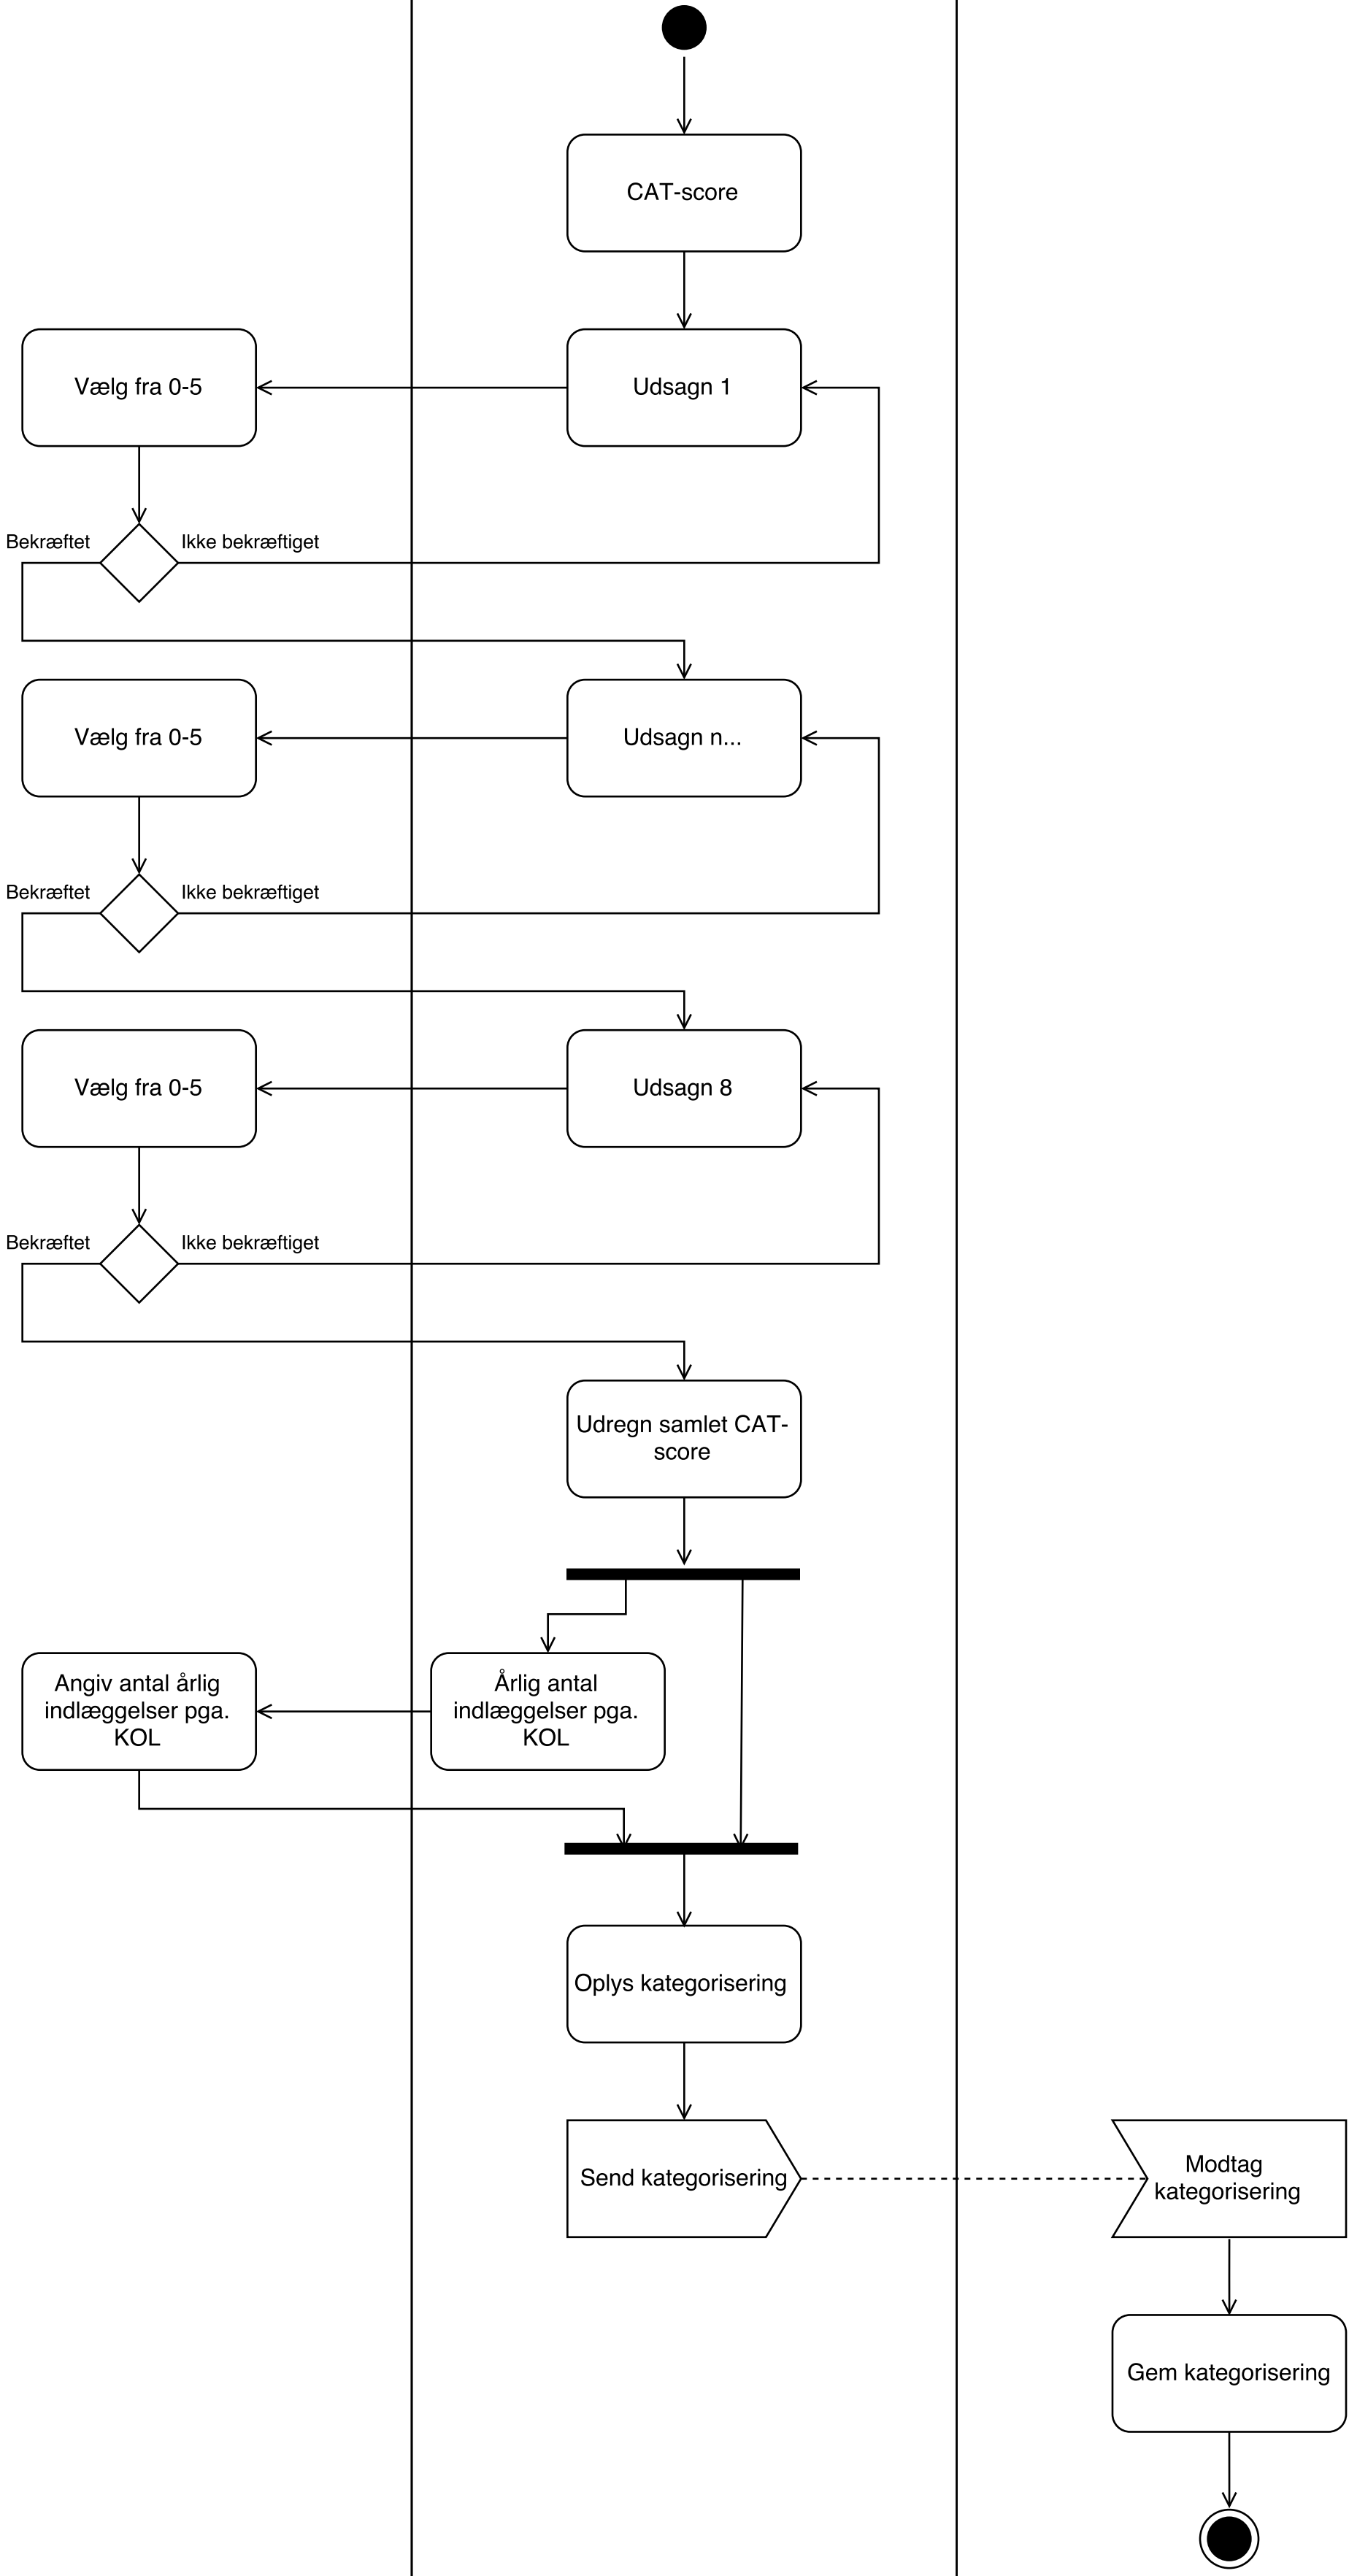 CAT-score
Vælg fra 0-5
Udsagn 1
Bekræftet
Ikke bekræftiget
Vælg fra 0-5
Udsagn n...
Bekræftet
Ikke bekræftiget
Vælg fra 0-5
Udsagn 8
Bekræftet
Ikke bekræftiget
Udregn samlet CAT-
score
Angiv antal årlig
indlæggelser pga.
KOL
Årlig antal
indlæggelser pga.
KOL
Oplys kategorisering
Send kategorisering
Modtag
kategorisering
Gem kategorisering